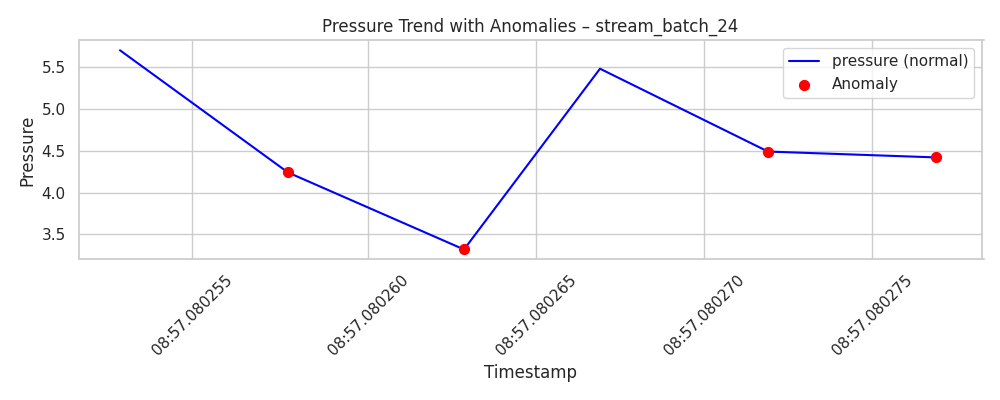 Pressure Trend with Anomalies – stream_batch_24
pressure (normal)
Anomaly
Pressure
5.5
5.0
4.5
4.0
3.5
08:57.080255
08:57.080260
08:57.080265
08:57.080270
08:57.080275
Timestamp